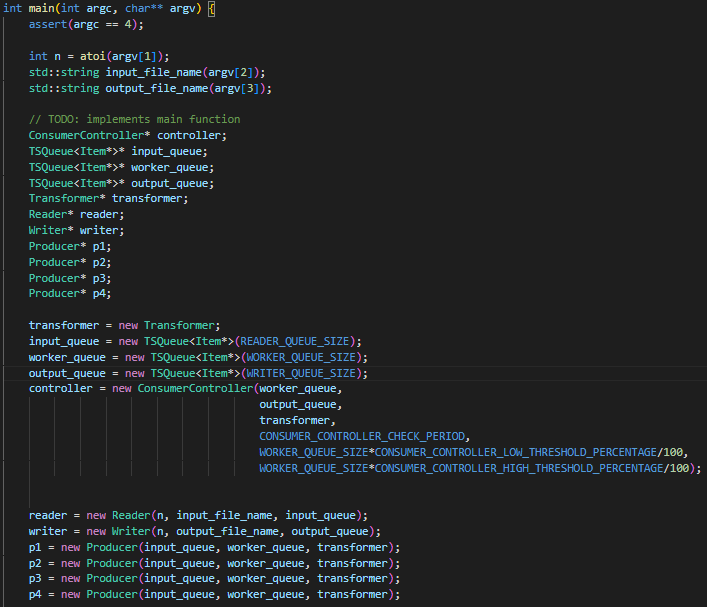 int main(int argc, char** argv) {
    assert(argc == 4);

    int n = atoi(argv[1]);
    std::string input_file_name(argv[2]);
    std::string output_file_name(argv[3]);

    // TODO: implements main function
    ConsumerController* controller;
    TSQueue<Item*>* input_queue;
    TSQueue<Item*>* worker_queue;
    TSQueue<Item*>* output_queue;
    Transformer* transformer;
    Reader* reader;
    Writer* writer;
    Producer* p1;
    Producer* p2;
    Producer* p3;
    Producer* p4;

    transformer = new Transformer;
    input_queue = new TSQueue<Item*>(READER_QUEUE_SIZE);
    worker_queue = new TSQueue<Item*>(WORKER_QUEUE_SIZE);
    output_queue = new TSQueue<Item*>(WRITER_QUEUE_SIZE);
    controller = new ConsumerController(worker_queue,
                                        output_queue,
                                        transformer,
                                        CONSUMER_CONTROLLER_CHECK_PERIOD,
                                        WORKER_QUEUE_SIZE*CONSUMER_CONTROLLER_LOW_THRESHOLD_PERCENTAGE/100,
                                        WORKER_QUEUE_SIZE*CONSUMER_CONTROLLER_HIGH_THRESHOLD_PERCENTAGE/100);


    reader = new Reader(n, input_file_name, input_queue);
    writer = new Writer(n, output_file_name, output_queue);
    p1 = new Producer(input_queue, worker_queue, transformer);
    p2 = new Producer(input_queue, worker_queue, transformer);
    p3 = new Producer(input_queue, worker_queue, transformer);
    p4 = new Producer(input_queue, worker_queue, transformer);